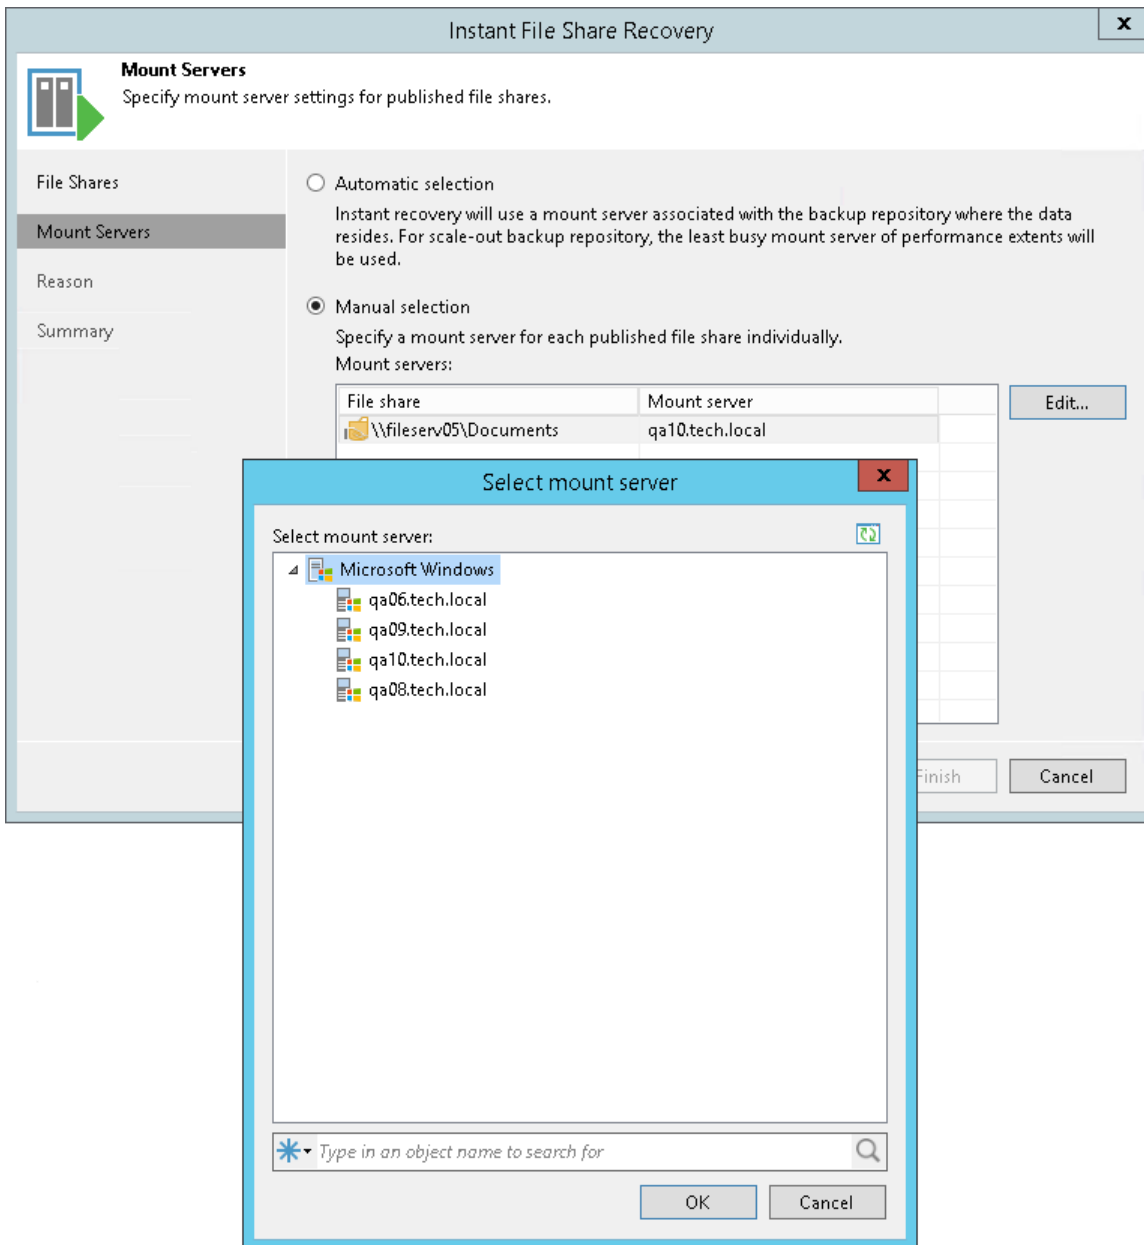 Instant File Share Recovery
x
Mount Servers
Specify mount server settings for published file shares.
File Shares
Mount Servers
Reason
Summary
Automatic selection
Instant recovery will use a mount server associated with the backup repository where the data
resides. For scale-out backup repository, the least busy mount server of performance extents will
be used.
Manual selection
Specify a mount server for each published file share individually.
Mount servers:
File share Mount server
\\fileserv05\Documents qa10.tech.local
Edit...
Select mount server
x
Select mount server:
Microsoft Windows
qa06.tech.local
qa09.tech.local
qa10.tech.local
qa08.tech.local
Type in an object name to search for
OK Cancel
Finish Cancel